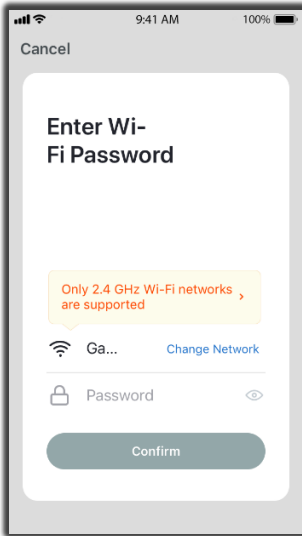 9:41 AM
100%
Cancel
Enter Wi-
Fi Password
Only 2.4 GHz Wi-Fi networks
are supported
Ga... Change Network
Password
Confirm